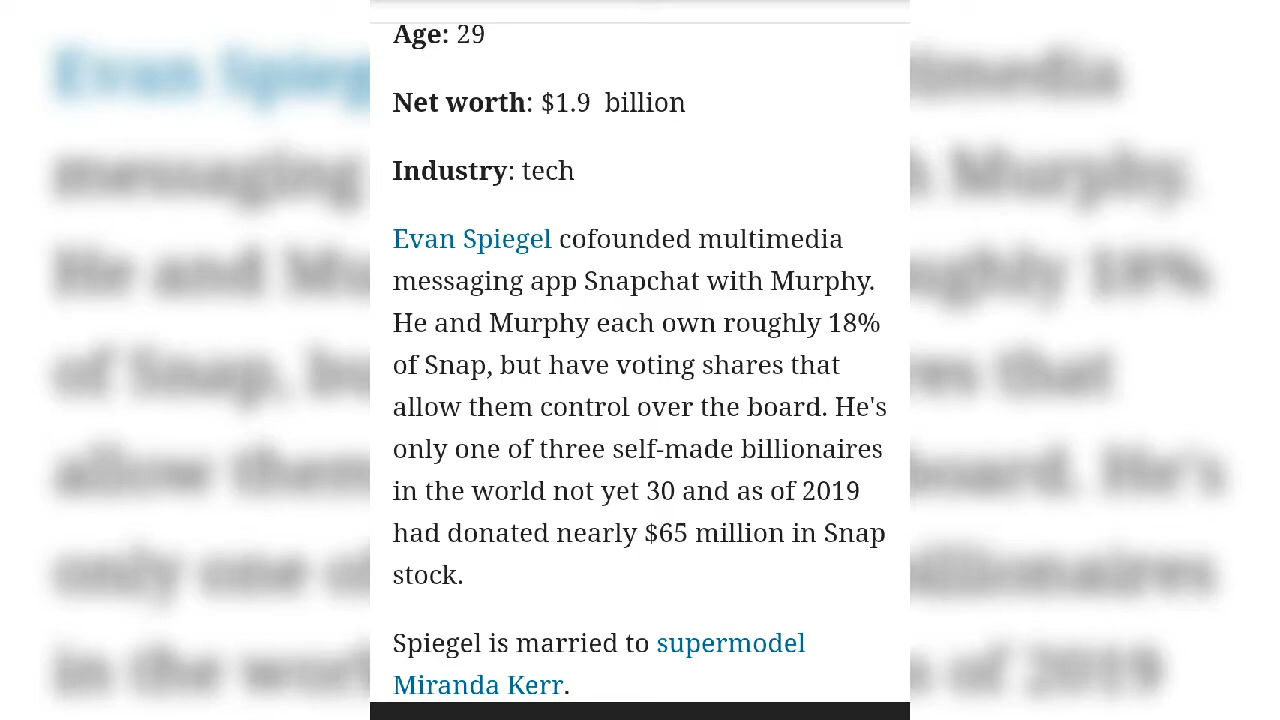 Age: 29
Net worth: $1.9 billion
Industry: tech
Evan Spiegel cofounded multimedia
messaging app Snapchat with Murphy.
He and Murphy each own roughly 18%
of Snap, but have voting shares that
allow them control over the board. He's
only one of three self-made billionaires
in the world not yet 30 and as of 2019
had donated nearly $65 million in Snap
stock.
Spiegel is married to supermodel
Miranda Kerr.